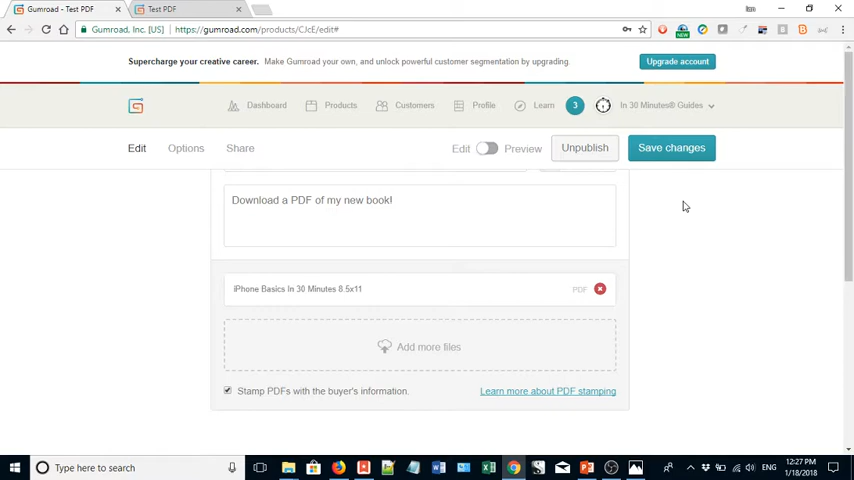 Gumroad - Test PDF
Test PDF
Gumroad, Inc. [US]
https://gumroad.com/products/CJcE/edit#
NEW
Supercharge your creative career. Make Gumroad your own, and unlock powerful customer segmentation by upgrading.
Upgrade account
Dashboard
Products
Customers
Profile
Learn
3
In 30 Minutes® Guides
Edit
Options
Share
Edit
Preview
Unpublish
Save changes
Download a PDF of my new book!
iPhone Basics In 30 Minutes 8.5x11
PDF
Add more files
Stamp PDFs with the buyer's information.
Learn more about PDF stamping
Type here to search
ENG
12:27 PM
1/18/2018